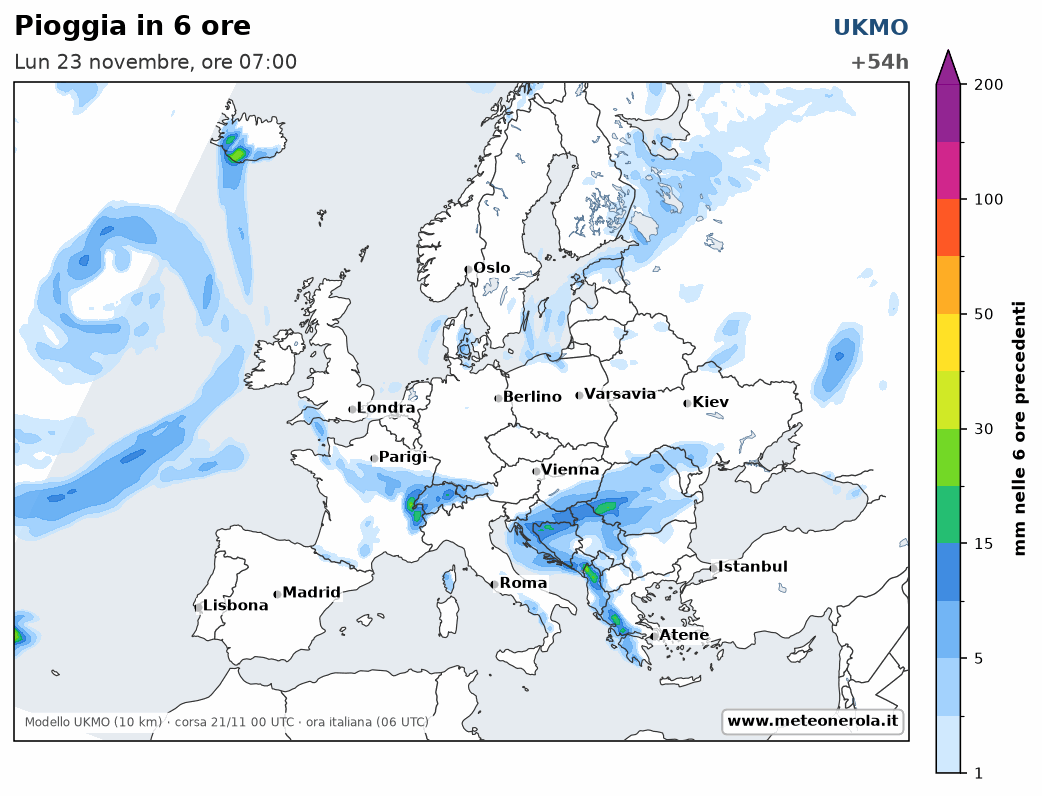 Pioggia in 6 ore
UKMO
Lun 23 novembre, ore 07:00
+54h
200
100
50
30
15
5
1
mm nelle 6 ore precedenti
Oslo
Londra
Berlino
Varsavia
Kiev
Parigi
Vienna
Istanbul
Roma
Madrid
Lisbona
Atene
Modello UKMO (10 km) · corsa 21/11 00 UTC · ora italiana (06 UTC)
www.meteonerola.it